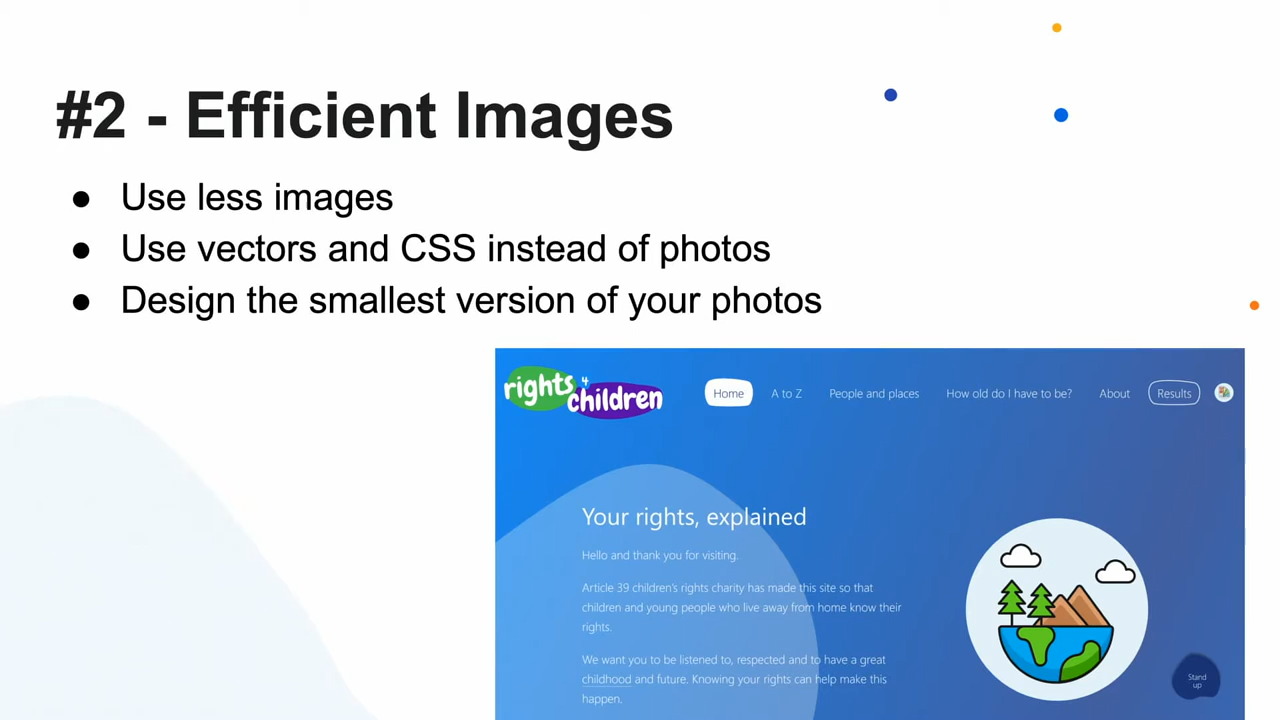 #2 - Efficient Images
● Use less images
● Use vectors and CSS instead of photos
● Design the smallest version of your photos
rights 4 children
Home A to Z People and places How old do I have to be? About Results
Your rights, explained
Hello and thank you for visiting.
Article 39 children's rights charity has made this site so that
children and young people who live away from home know their
rights.
We want you to be listened to, respected and to have a great
childhood and future. Knowing your rights can help make this
happen.
Stand
up